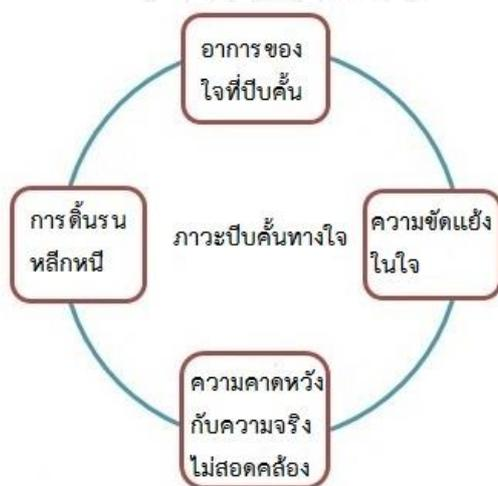 อาการของ
ใจที่บีบคั้น
การดิ้นรน
หลีกหนี
ภาวะบีบคั้นทางใจ
ความขัดแย้ง
ในใจ
ความคาดหวัง
กับความจริง
ไม่สอดคล้อง